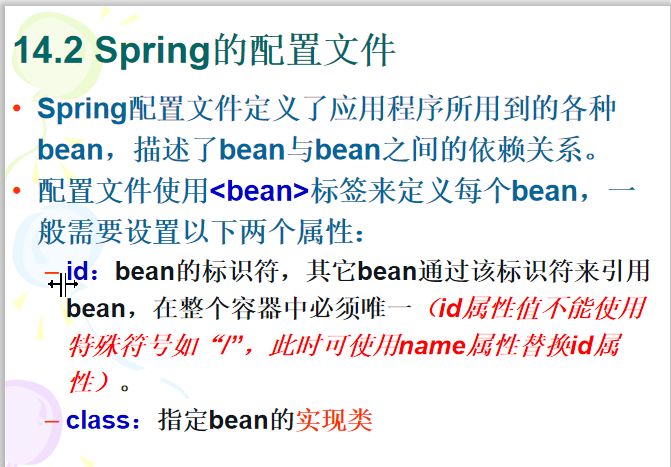 14.2 Spring的配置文件
• Spring配置文件定义了应用程序所用到的各种
bean，描述了bean与bean之间的依赖关系。
• 配置文件使用<bean>标签来定义每个bean，一
般需要设置以下两个属性：
– id：bean的标识符，其它bean通过该标识符来引用
bean，在整个容器中必须唯一（id属性值不能使用
特殊符号如“/”，此时可使用name属性替换id属
性）。
– class：指定bean的实现类